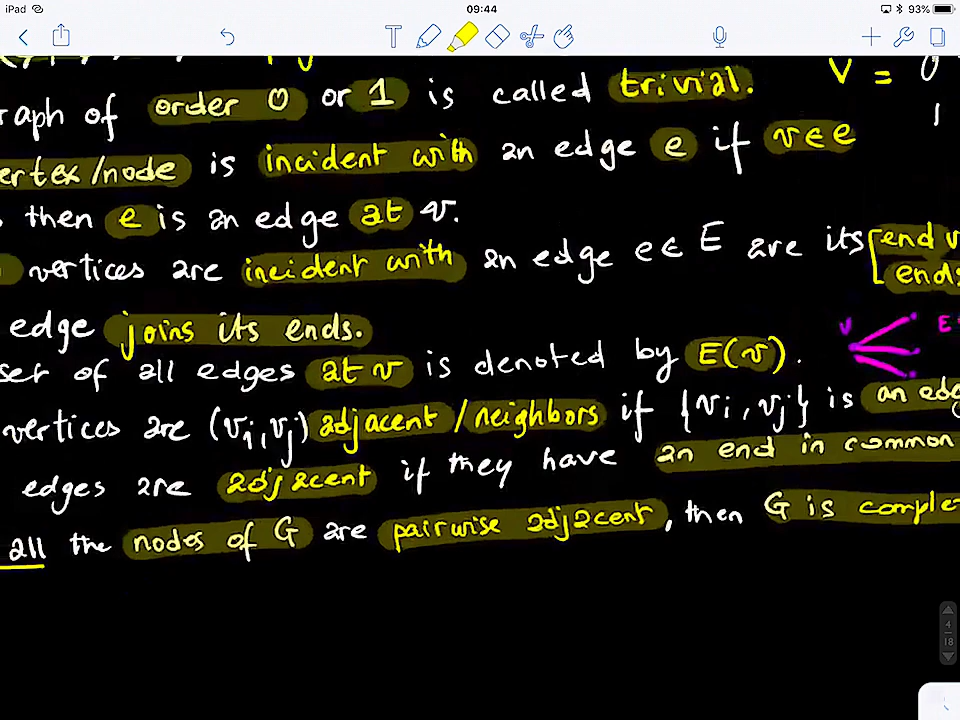 iPad 09:44 93%
raph of order 0 or 1 is called trivial. V = 0
1
ertex/node is incident with an edge e if v∈e
then e is an edge at v.
vertices are incident with an edge e∈E are its end v
ends
edge joins its ends.
set of all edges at v is denoted by E(v). v E
vertices are (vi,vj) adjacent/neighbors if {vi,vj} is an edg
edges are adjacent if they have an end in common
all the nodes of G are pairwise adjacent, then G is comple
4
18